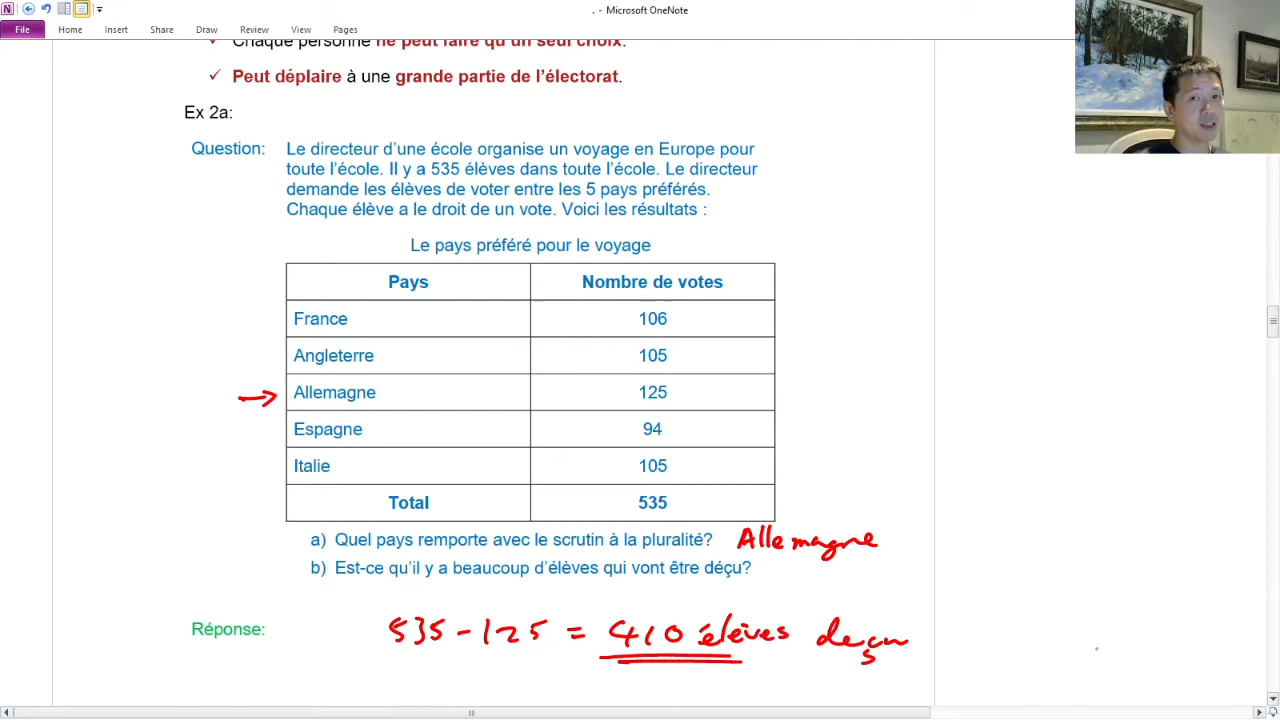 . - Microsoft OneNote
File Home Insert Share Draw Review View Pages
✓ Chaque personne ne peut faire qu'un seul choix.
✓ Peut déplaire à une grande partie de l'électorat.
Ex 2a:
Question: Le directeur d'une école organise un voyage en Europe pour
toute l'école. Il y a 535 élèves dans toute l'école. Le directeur
demande les élèves de voter entre les 5 pays préférés.
Chaque élève a le droit de un vote. Voici les résultats :
Le pays préféré pour le voyage
Pays Nombre de votes
France 106
Angleterre 105
→ Allemagne 125
Espagne 94
Italie 105
Total 535
a) Quel pays remporte avec le scrutin à la pluralité? Allemagne
b) Est-ce qu'il y a beaucoup d'élèves qui vont être déçu?
Réponse: 535 - 125 = 410 élèves deçu